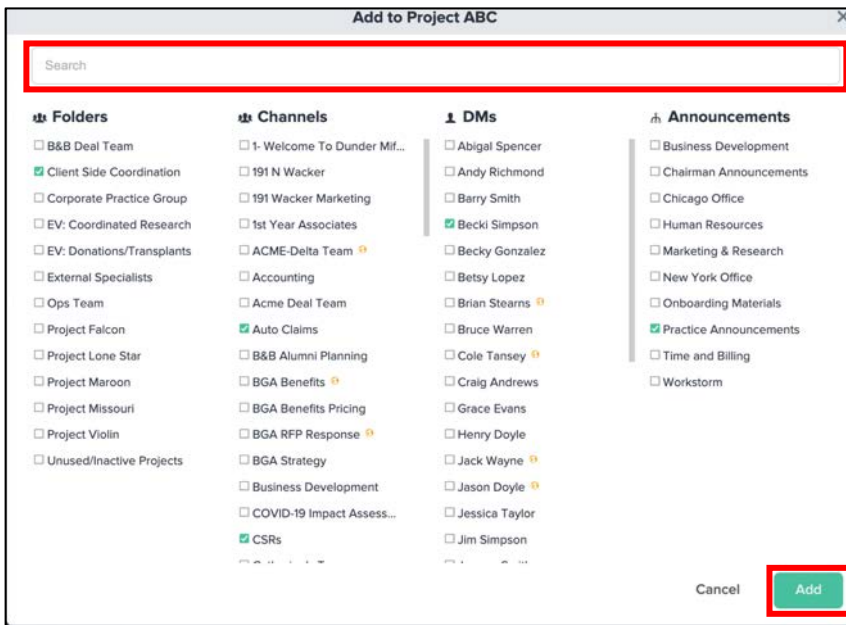 Add to Project ABC
Search
Folders
B&B Deal Team
Client Side Coordination
Corporate Practice Group
EV: Coordinated Research
EV: Donations/Transplants
External Specialists
Ops Team
Project Falcon
Project Lone Star
Project Maroon
Project Missouri
Project Violin
Unused/Inactive Projects
Channels
1- Welcome To Dunder Mif...
191 N Wacker
191 Wacker Marketing
1st Year Associates
ACME-Delta Team
Accounting
Acme Deal Team
Auto Claims
B&B Alumni Planning
BGA Benefits
BGA Benefits Pricing
BGA RFP Response
BGA Strategy
Business Development
COVID-19 Impact Assess...
CSRs
DMs
Abigal Spencer
Andy Richmond
Barry Smith
Becki Simpson
Becky Gonzalez
Betsy Lopez
Brian Stearns
Bruce Warren
Cole Tansey
Craig Andrews
Grace Evans
Henry Doyle
Jack Wayne
Jason Doyle
Jessica Taylor
Jim Simpson
Announcements
Business Development
Chairman Announcements
Chicago Office
Human Resources
Marketing & Research
New York Office
Onboarding Materials
Practice Announcements
Time and Billing
Workstorm
Cancel
Add